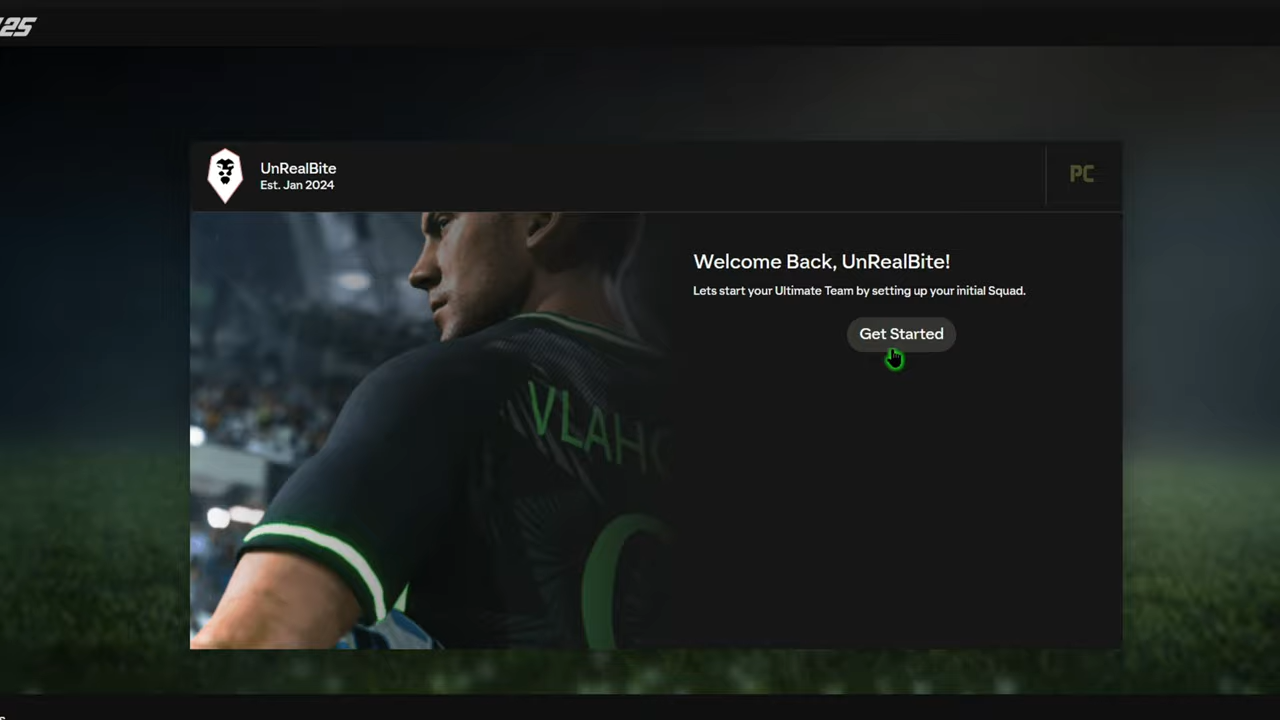 25
UnRealBite
Est. Jan 2024
PC
Welcome Back, UnRealBite!
Lets start your Ultimate Team by setting up your initial Squad.
Get Started
VLAHO